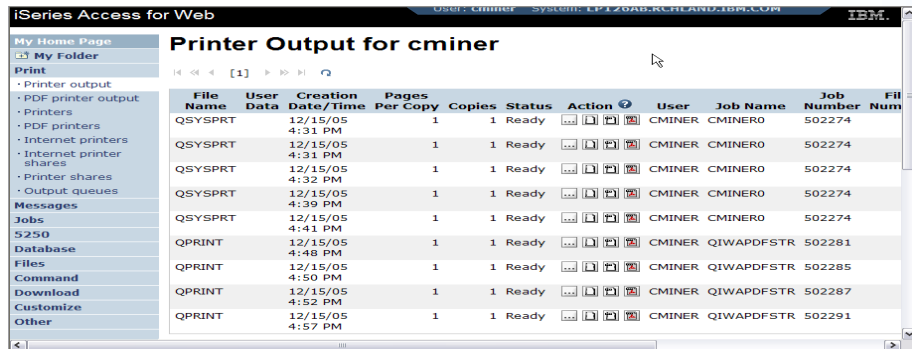 iSeries Access for Web
User: cminer System: LP126AB.RCHLAND.IBM.COM
IBM.
My Home Page
My Folder
Print
· Printer output
· PDF printer output
· Printers
· PDF printers
· Internet printers
· Internet printer
shares
· Printer shares
· Output queues
Messages
Jobs
5250
Database
Files
Command
Download
Customize
Other
Printer Output for cminer
[1]
File Name User Data Creation Date/Time Pages Per Copy Copies Status Action ? User Job Name Job Number Fil Num
QSYSPRT 12/15/05 1 1 Ready ... CMINER CMINER0 502274
4:31 PM
QSYSPRT 12/15/05 1 1 Ready ... CMINER CMINER0 502274
4:31 PM
QSYSPRT 12/15/05 1 1 Ready ... CMINER CMINER0 502274
4:32 PM
QSYSPRT 12/15/05 1 1 Ready ... CMINER CMINER0 502274
4:39 PM
QSYSPRT 12/15/05 1 1 Ready ... CMINER CMINER0 502274
4:41 PM
QPRINT 12/15/05 1 1 Ready ... CMINER QIWAPDFSTR 502281
4:48 PM
QPRINT 12/15/05 1 1 Ready ... CMINER QIWAPDFSTR 502285
4:50 PM
QPRINT 12/15/05 1 1 Ready ... CMINER QIWAPDFSTR 502287
4:52 PM
QPRINT 12/15/05 1 1 Ready ... CMINER QIWAPDFSTR 502291
4:57 PM